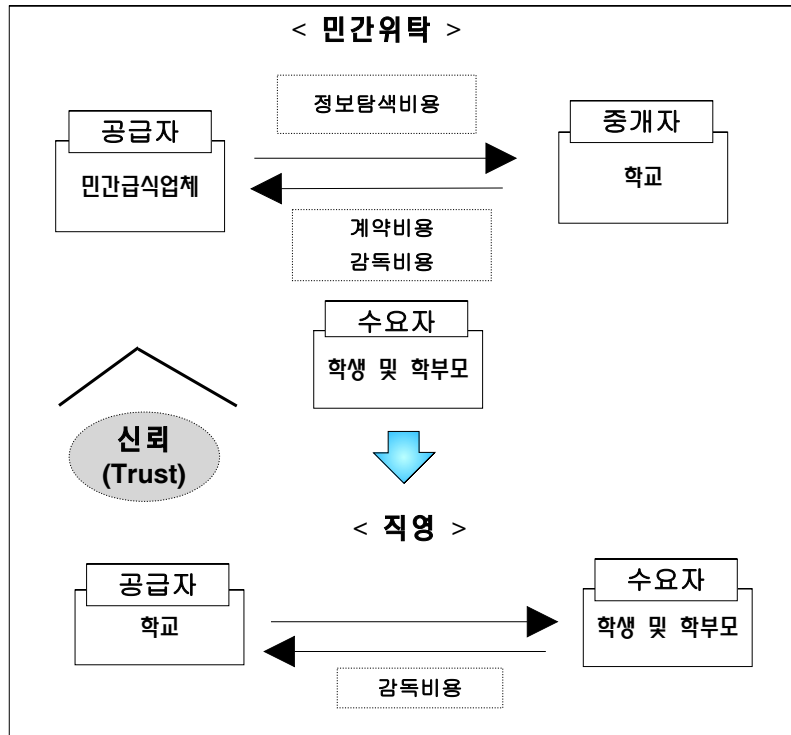 < 민간위탁 >
정보탐색비용
공급자
중개자
민간급식업체
학교
계약비용
감독비용
수요자
학생 및 학부모
신뢰
(Trust)
< 직영 >
공급자
수요자
학교
학생 및 학부모
감독비용